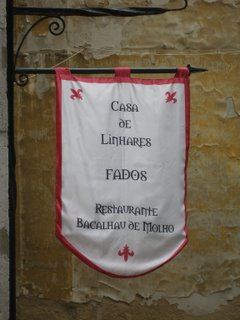 Casa
de
Linhares
FADOS
Restaurante
Bacalhau de Molho